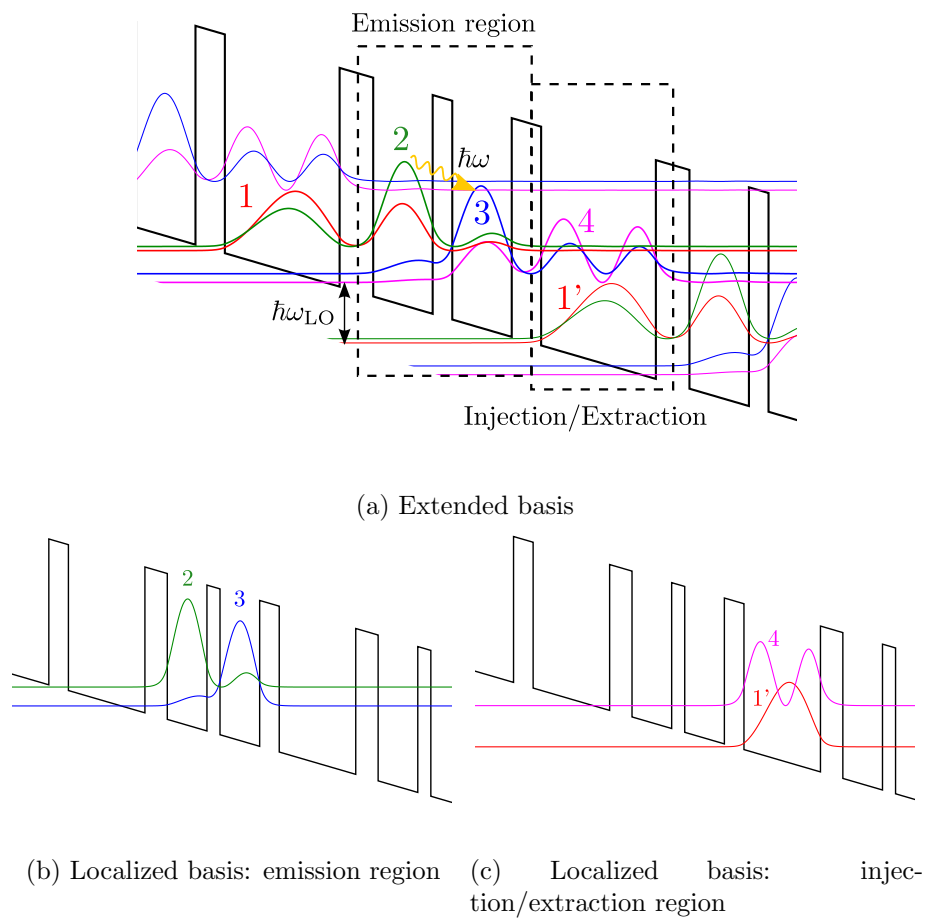 Emission region
2
ħω
1
3
4
1'
ħωLO
Injection/Extraction
(a) Extended basis
2
3
4
1'
(b) Localized basis: emission region
(c) Localized basis: injec-
tion/extraction region